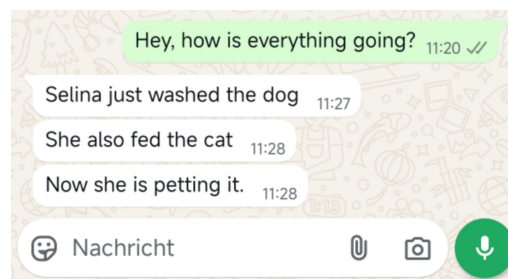 Hey, how is everything going? 11:20
Selina just washed the dog 11:27
She also fed the cat 11:28
Now she is petting it. 11:28
Nachricht